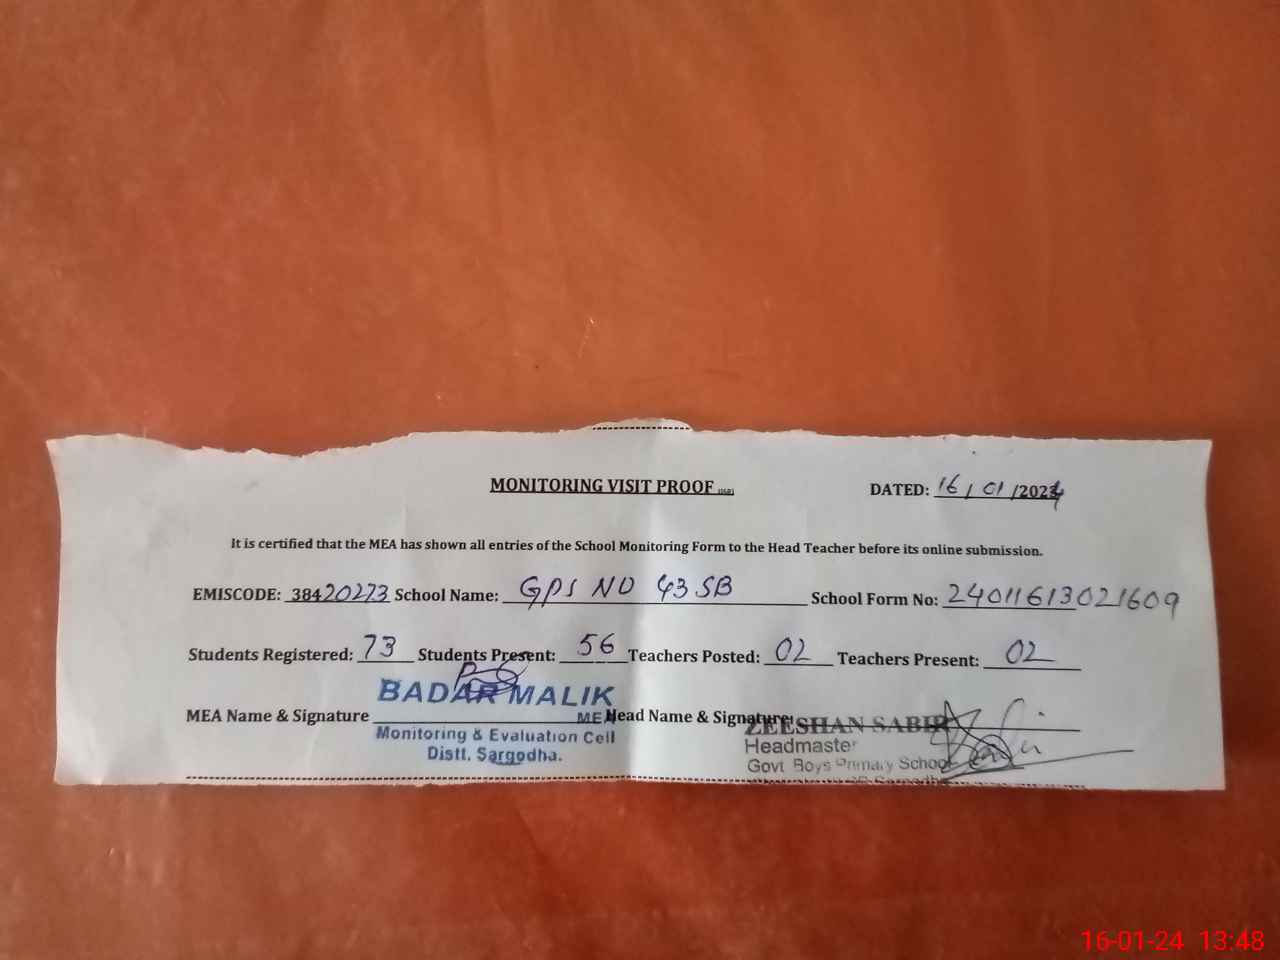 MONITORING VISIT PROOF
DATED: 16/01/2024
It is certified that the MEA has shown all entries of the School Monitoring Form to the Head Teacher before its online submission.
EMISCODE: 38420273 School Name: GPS NO 43 SB School Form No: 24011613021609
Students Registered: 73 Students Present: 56 Teachers Posted: 02 Teachers Present: 02
BADAR MALIK
MEA Name & Signature MEA Head Name & Signature: ZEESHAN SABIR
Monitoring & Evaluation Cell Headmaster
Distt. Sargodha. Govt Boys Primary School
SB Sargodha
16-01-24 13:48